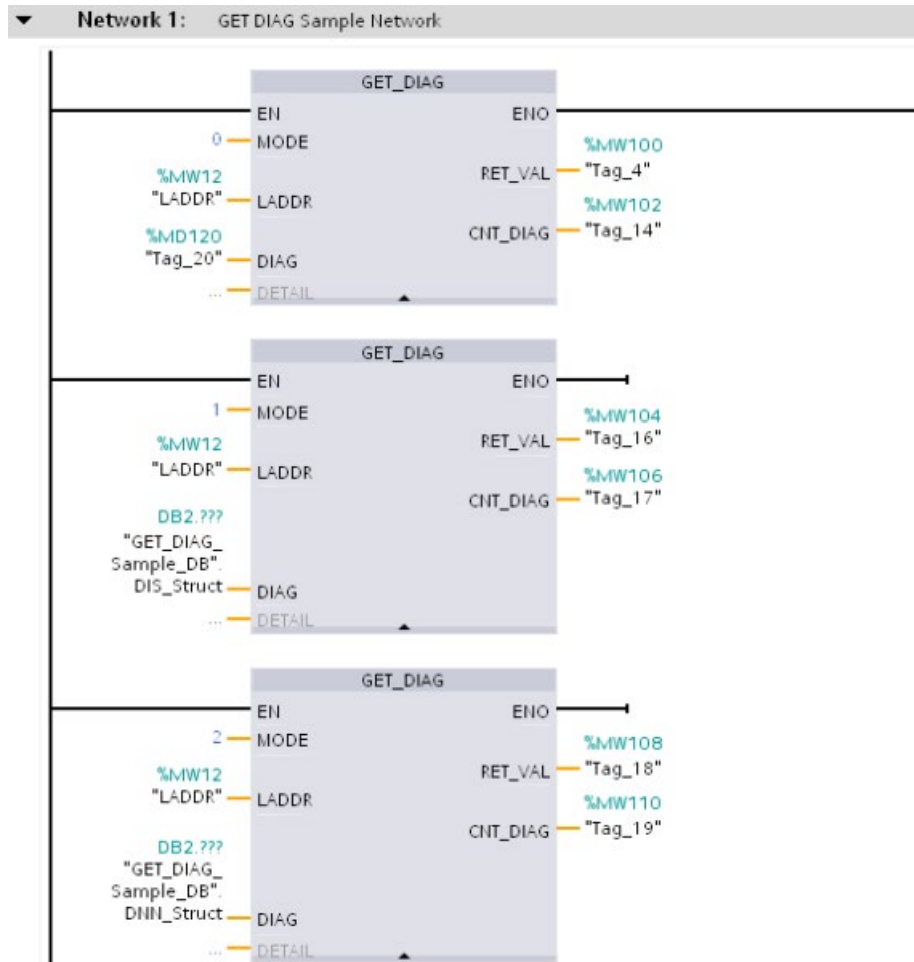 Network 1: GET DIAG Sample Network
GET_DIAG
EN ENO
0 MODE
%MW100
RET_VAL "Tag_4"
%MW12
"LADDR" LADDR
%MW102
CNT_DIAG "Tag_14"
%MD120
"Tag_20" DIAG
... DETAIL
GET_DIAG
EN ENO
1 MODE
%MW104
RET_VAL "Tag_16"
%MW12
"LADDR" LADDR
%MW106
CNT_DIAG "Tag_17"
DB2.???
"GET_DIAG_
Sample_DB".
DIS_Struct DIAG
... DETAIL
GET_DIAG
EN ENO
2 MODE
%MW108
RET_VAL "Tag_18"
%MW12
"LADDR" LADDR
%MW110
CNT_DIAG "Tag_19"
DB2.???
"GET_DIAG_
Sample_DB".
DNN_Struct DIAG
... DETAIL